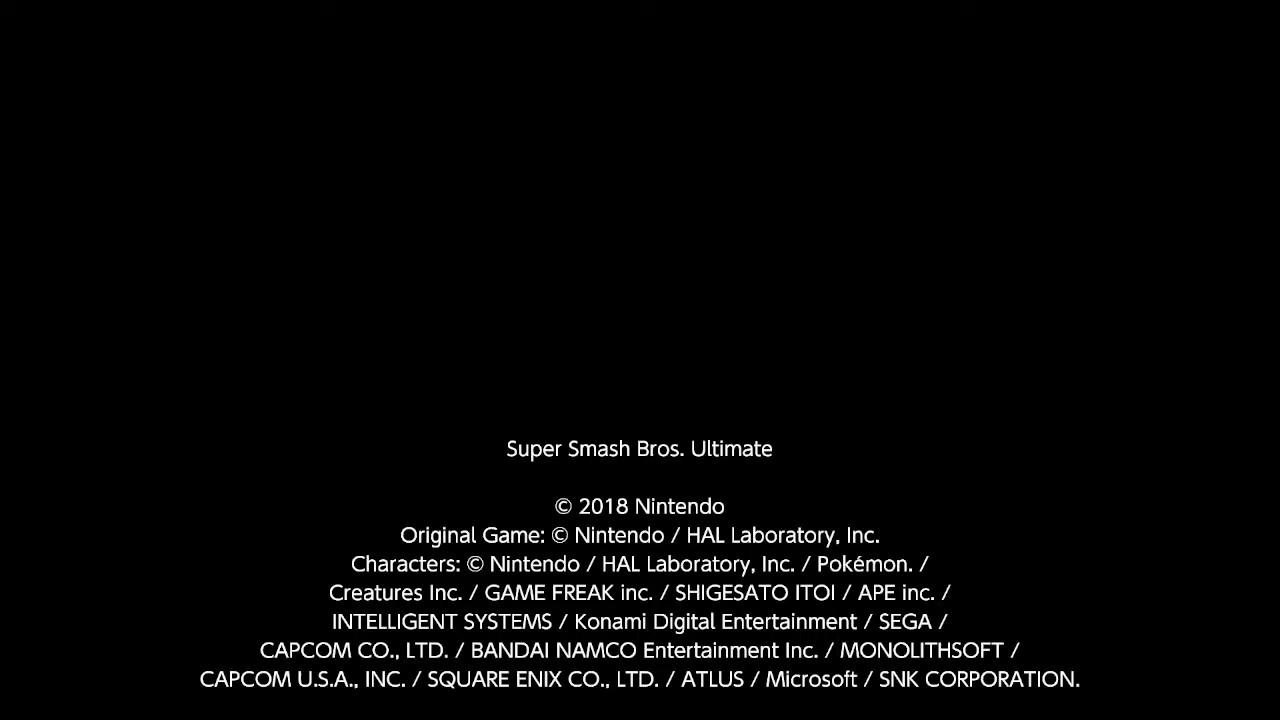 Super Smash Bros. Ultimate
© 2018 Nintendo
Original Game: © Nintendo / HAL Laboratory, Inc.
Characters: © Nintendo / HAL Laboratory, Inc. / Pokémon. /
Creatures Inc. / GAME FREAK inc. / SHIGESATO ITOI / APE inc. /
INTELLIGENT SYSTEMS / Konami Digital Entertainment / SEGA /
CAPCOM CO., LTD. / BANDAI NAMCO Entertainment Inc. / MONOLITHSOFT /
CAPCOM U.S.A., INC. / SQUARE ENIX CO., LTD. / ATLUS / Microsoft / SNK CORPORATION.